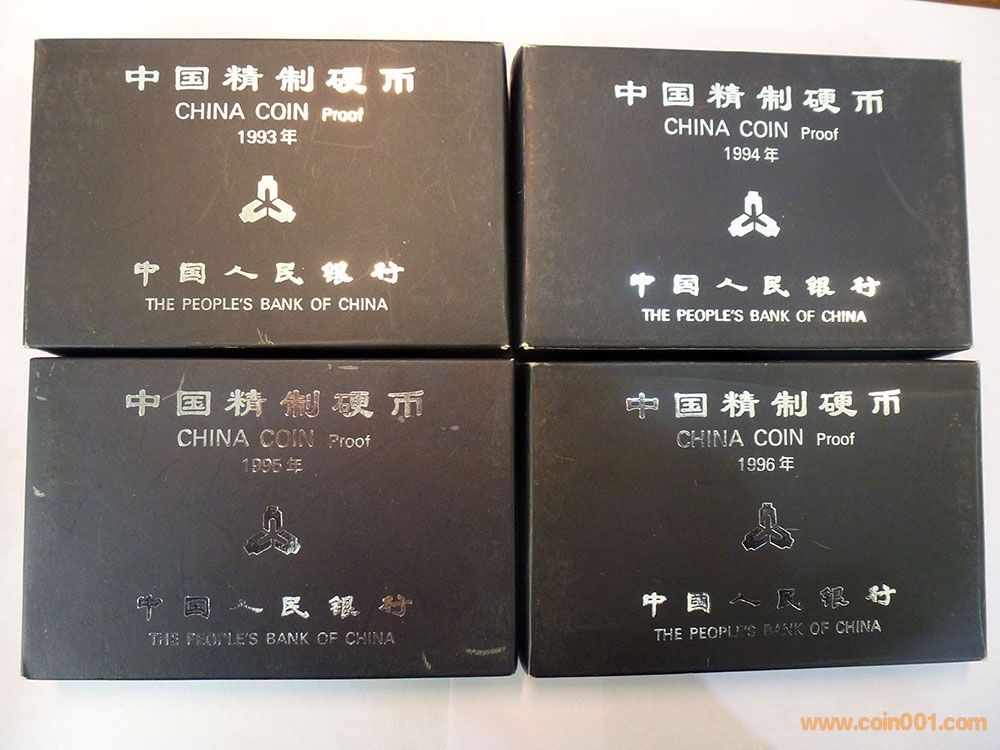 中国精制硬币
CHINA COIN Proof
1993年
中国人民银行
THE PEOPLE'S BANK OF CHINA
中国精制硬币
CHINA COIN Proof
1994年
中国人民银行
THE PEOPLE'S BANK OF CHINA
中国精制硬币
CHINA COIN Proof
1995年
中国人民银行
THE PEOPLE'S BANK OF CHINA
中国精制硬币
CHINA COIN Proof
1996年
中国人民银行
THE PEOPLE'S BANK OF CHINA
www.coin001.com